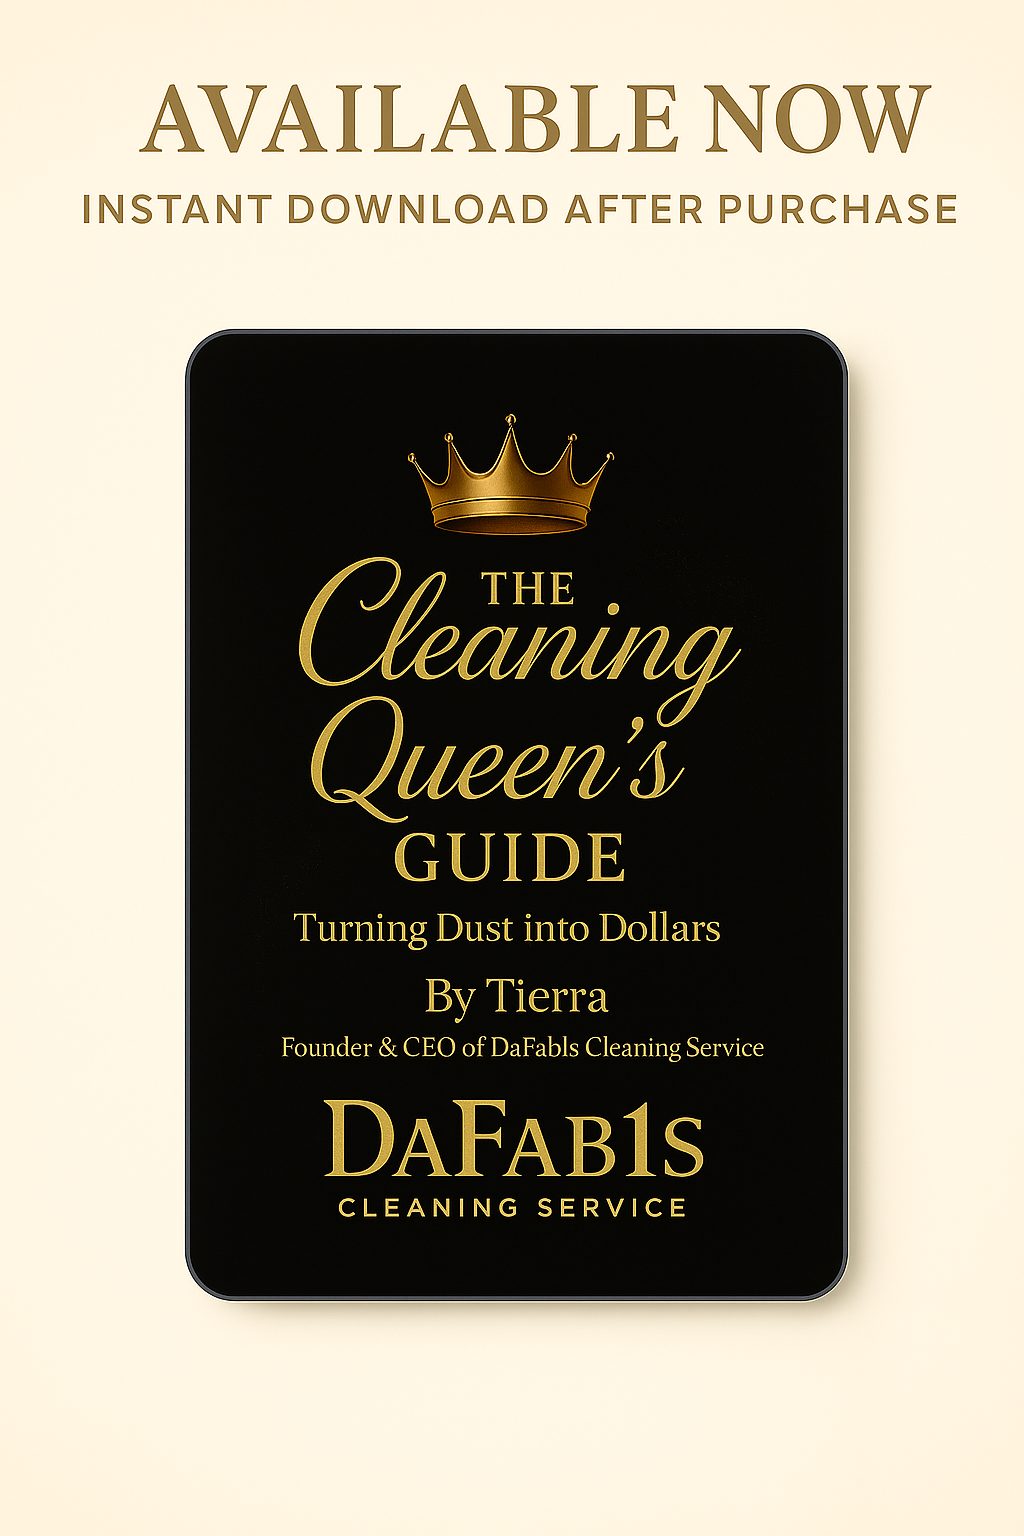 AVAILABLE NOW
INSTANT DOWNLOAD AFTER PURCHASE
THE
Cleaning
Queen's
GUIDE
Turning Dust into Dollars
By Tierra
Founder & CEO of DaFabls Cleaning Service
DAFAB1S
CLEANING SERVICE